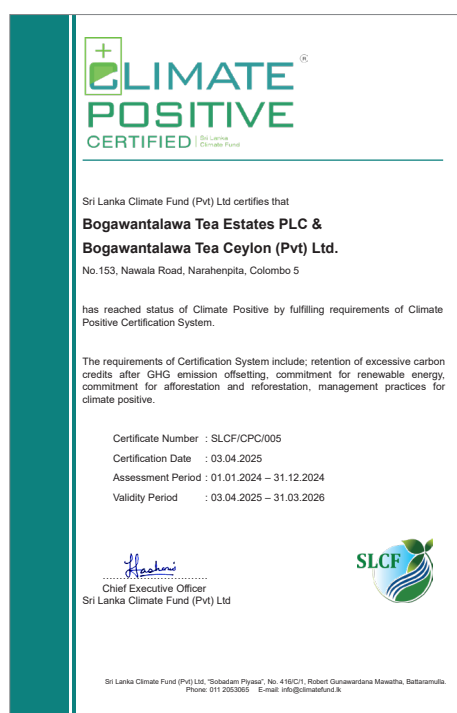 CLIMATE
®
POSITIVE
CERTIFIED
Sri Lanka
Climate Fund
Sri Lanka Climate Fund (Pvt) Ltd certifies that
Bogawantalawa Tea Estates PLC &
Bogawantalawa Tea Ceylon (Pvt) Ltd.
No.153, Nawala Road, Narahenpita, Colombo 5
has reached status of Climate Positive by fulfilling requirements of Climate
Positive Certification System.
The requirements of Certification System include; retention of excessive carbon
credits after GHG emission offsetting, commitment for renewable energy,
commitment for afforestation and reforestation, management practices for
climate positive.
Certificate Number : SLCF/CPC/005
Certification Date : 03.04.2025
Assessment Period : 01.01.2024 – 31.12.2024
Validity Period : 03.04.2025 – 31.03.2026
SLCF
Chief Executive Officer
Sri Lanka Climate Fund (Pvt) Ltd
Sri Lanka Climate Fund (Pvt) Ltd, “Sobadam Piyasa”, No. 416/C/1, Robert Gunawardana Mawatha, Battaramulla.
Phone: 011 2053065 E-mail: info@climatefund.lk